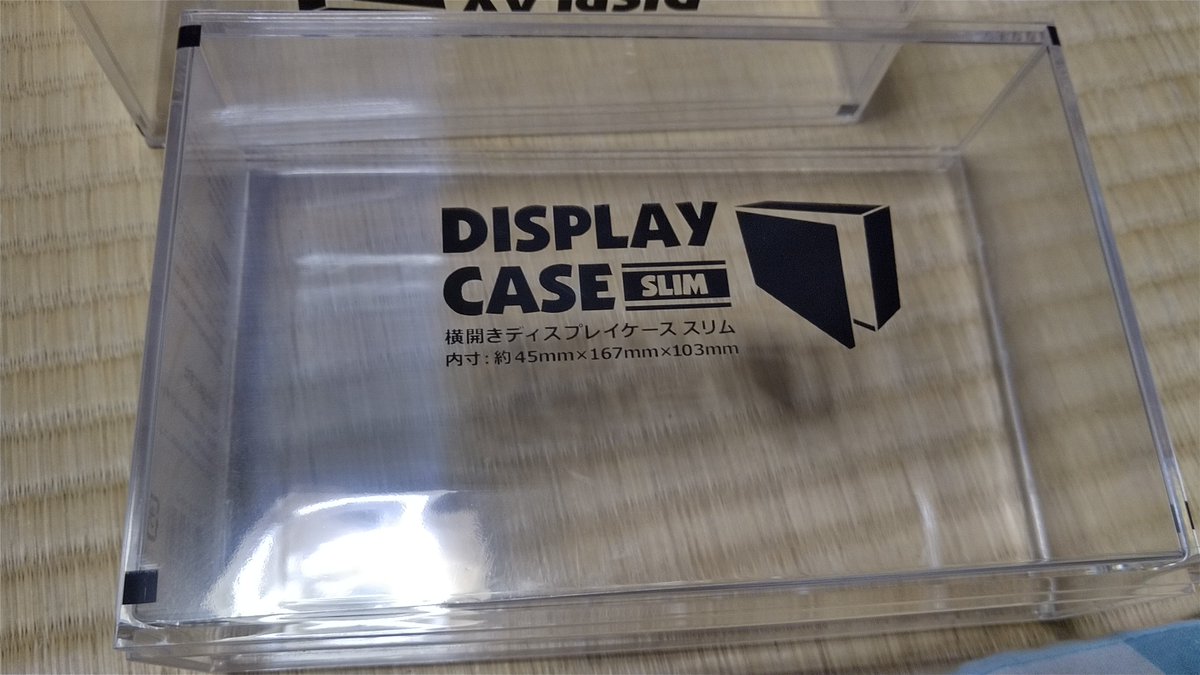 DISPLAY
DISPLAY
CASE SLIM
横開きディスプレイケース スリム
内寸:約45mm×167mm×103mm